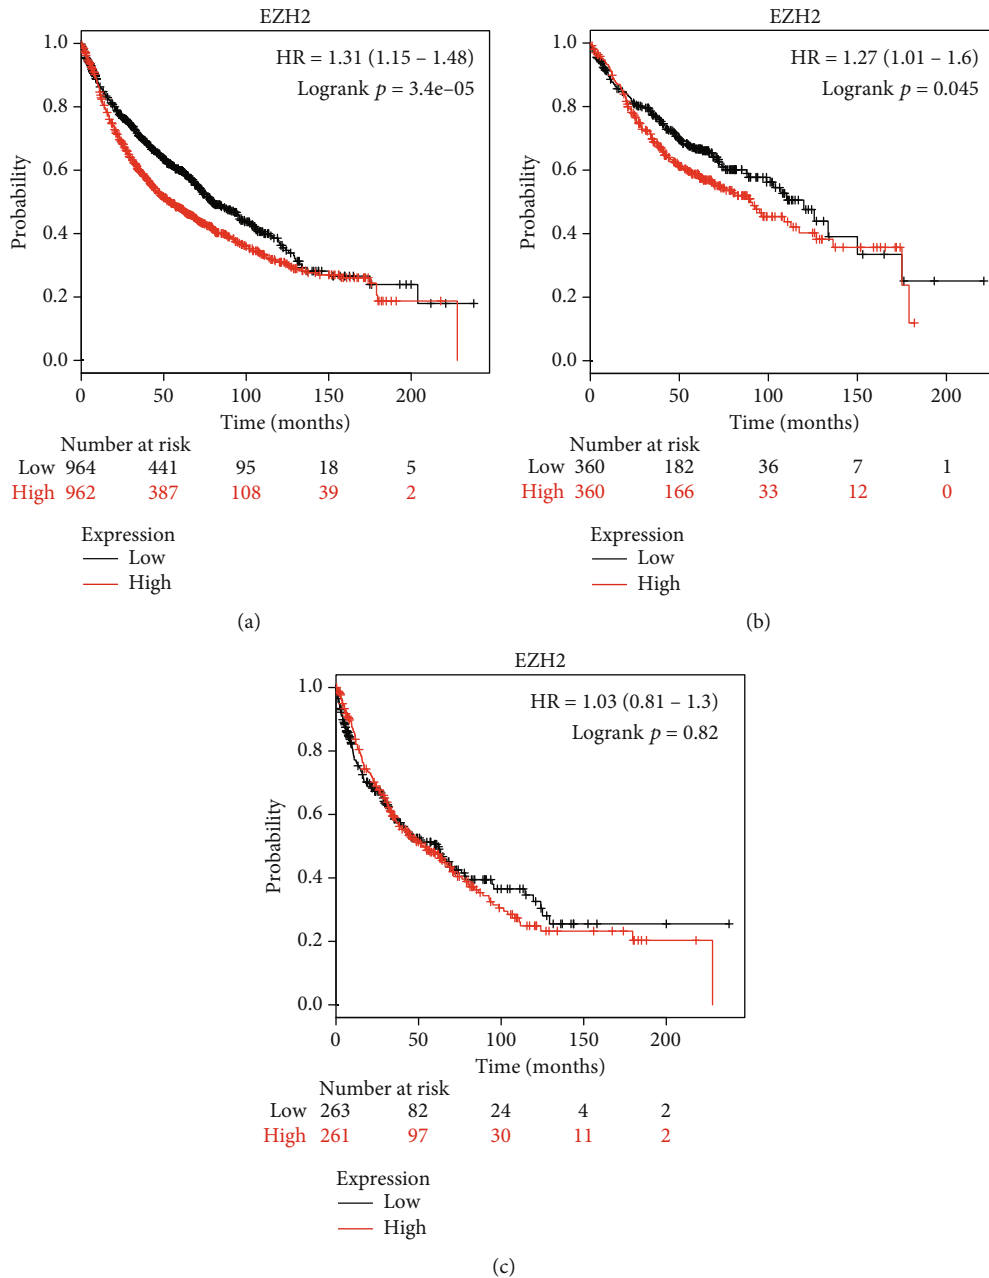 EZH2
HR = 1.31 (1.15 – 1.48)
Logrank p = 3.4e–05
Probability
1.0
0.8
0.6
0.4
0.2
0.0
0 50 100 150 200
Time (months)
Number at risk
Low 964 441 95 18 5
High 962 387 108 39 2
Expression
Low
High
(a)
EZH2
HR = 1.27 (1.01 – 1.6)
Logrank p = 0.045
Probability
1.0
0.8
0.6
0.4
0.2
0.0
0 50 100 150 200
Time (months)
Number at risk
Low 360 182 36 7 1
High 360 166 33 12 0
Expression
Low
High
(b)
EZH2
HR = 1.03 (0.81 – 1.3)
Logrank p = 0.82
Probability
1.0
0.8
0.6
0.4
0.2
0.0
0 50 100 150 200
Time (months)
Number at risk
Low 263 82 24 4 2
High 261 97 30 11 2
Expression
Low
High
(c)